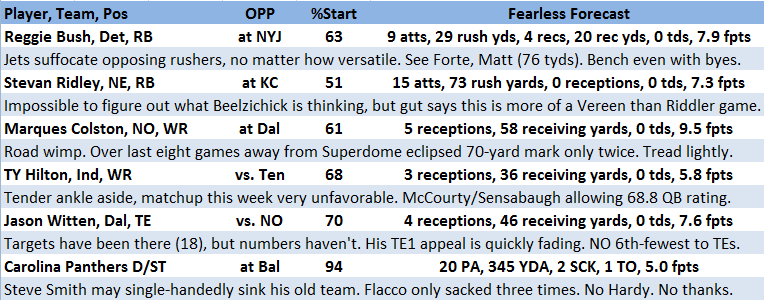 Player, Team, Pos OPP %Start Fearless Forecast
Reggie Bush, Det, RB at NYJ 63 9 atts, 29 rush yds, 4 recs, 20 rec yds, 0 tds, 7.9 fpts
Jets suffocate opposing rushers, no matter how versatile. See Forte, Matt (76 tyds). Bench even with byes.
Stevan Ridley, NE, RB at KC 51 15 atts, 73 rush yards, 0 receptions, 0 tds, 7.3 fpts
Impossible to figure out what Beelzichick is thinking, but gut says this is more of a Vereen than Riddler game.
Marques Colston, NO, WR at Dal 61 5 receptions, 58 receiving yards, 0 tds, 9.5 fpts
Road wimp. Over last eight games away from Superdome eclipsed 70-yard mark only twice. Tread lightly.
TY Hilton, Ind, WR vs. Ten 68 3 receptions, 36 receiving yards, 0 tds, 5.8 fpts
Tender ankle aside, matchup this week very unfavorable. McCourty/Sensabaugh allowing 68.8 QB rating.
Jason Witten, Dal, TE vs. NO 70 4 receptions, 46 receiving yards, 0 tds, 7.6 fpts
Targets have been there (18), but numbers haven't. His TE1 appeal is quickly fading. NO 6th-fewest to TEs.
Carolina Panthers D/ST at Bal 94 20 PA, 345 YDA, 2 SCK, 1 TO, 5.0 fpts
Steve Smith may single-handedly sink his old team. Flacco only sacked three times. No Hardy. No thanks.